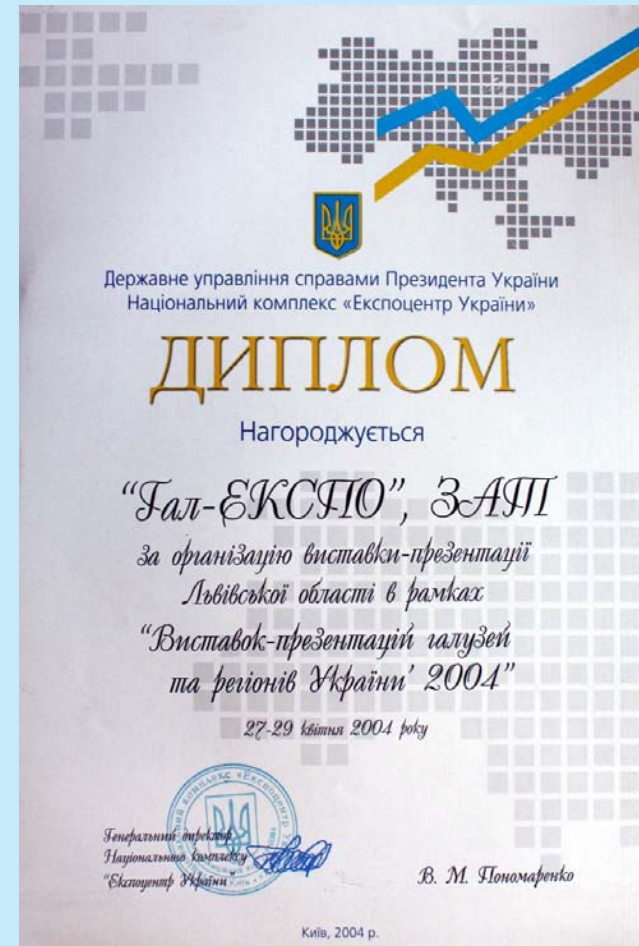 Державне управління справами Президента України
Національний комплекс «Експоцентр України»
ДИПЛОМ
Нагороджується
“Гал-ЕКСПО”, ЗАТ
за організацію виставки-презентації
Львівської області в рамках
“Виставок-презентацій галузей
та регіонів України’ 2004”
27-29 квітня 2004 року
Генеральний директор
Національного комплексу
“Експоцентр України”
В. М. Пономаренко
Київ, 2004 р.